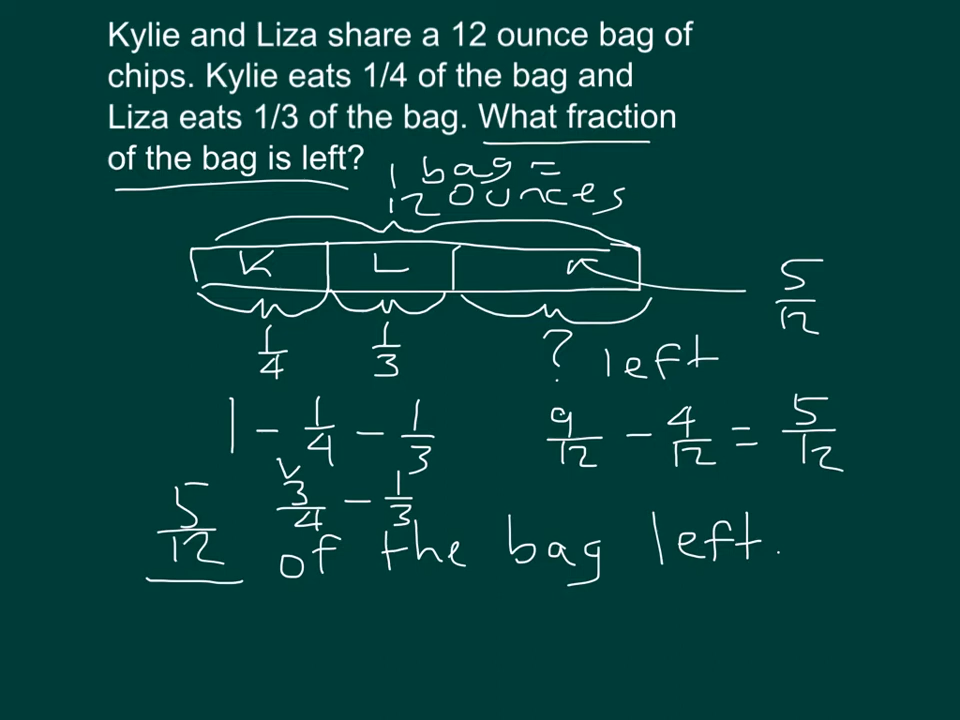 Kylie and Liza share a 12 ounce bag of
chips. Kylie eats 1/4 of the bag and
Liza eats 1/3 of the bag. What fraction
of the bag is left?
1 bag =
12 ounces
K L
5/12
1/4 1/3 ? left
1 - 1/4 - 1/3 9/12 - 4/12 = 5/12
3/4 - 1/3
5/12 of the bag left.